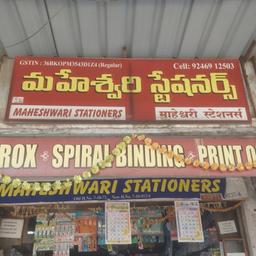 GSTIN : 36BKOPM3543D1Z4 (Regular) Cell: 92469 12503
మహేశ్వరి స్టేషనర్స్
MAHESHWARI STATIONERS माहेश्वरी स्टेशनर्स
ROX SPIRAL BINDING PRINT O
MAHESHWARI STATIONERS